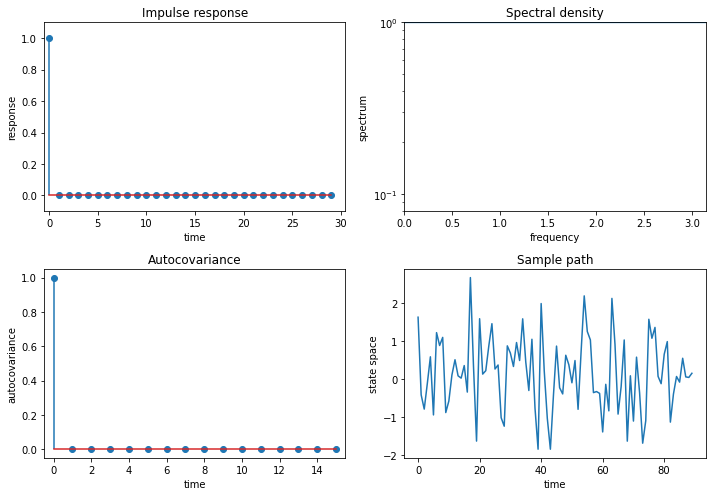 Impulse response
1.0
0.8
0.6
0.4
0.2
0.0
response
0 5 10 15 20 25 30
time
Spectral density
10⁰
10⁻¹
spectrum
0.0 0.5 1.0 1.5 2.0 2.5 3.0
frequency
Autocovariance
1.0
0.8
0.6
0.4
0.2
0.0
autocovariance
0 2 4 6 8 10 12 14
time
Sample path
2
1
0
−1
−2
state space
0 20 40 60 80
time